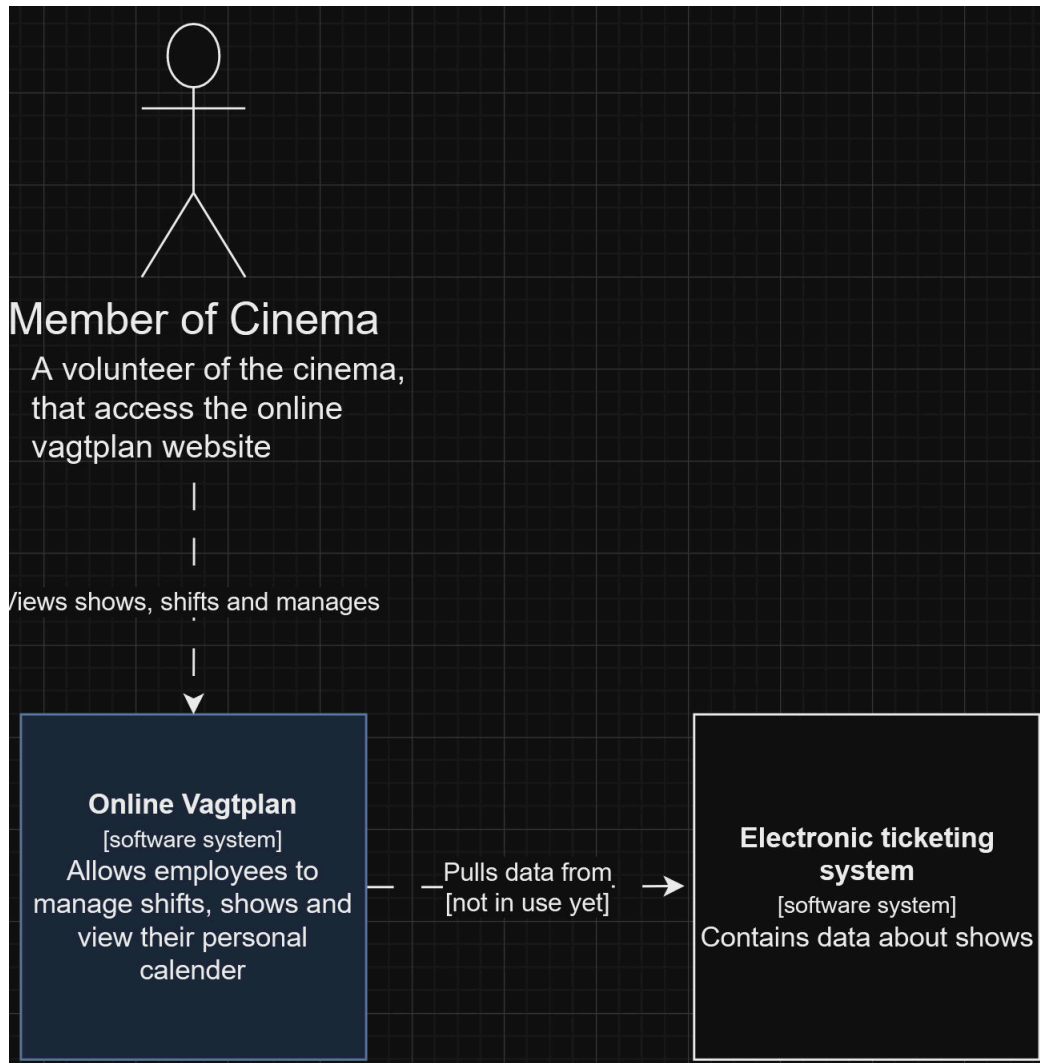 Member of Cinema
A volunteer of the cinema,
that access the online
vagtplan website
Views shows, shifts and manages
Online Vagtplan
[software system]
Allows employees to
manage shifts, shows and
view their personal
calender
Pulls data from
[not in use yet]
Electronic ticketing
system
[software system]
Contains data about shows